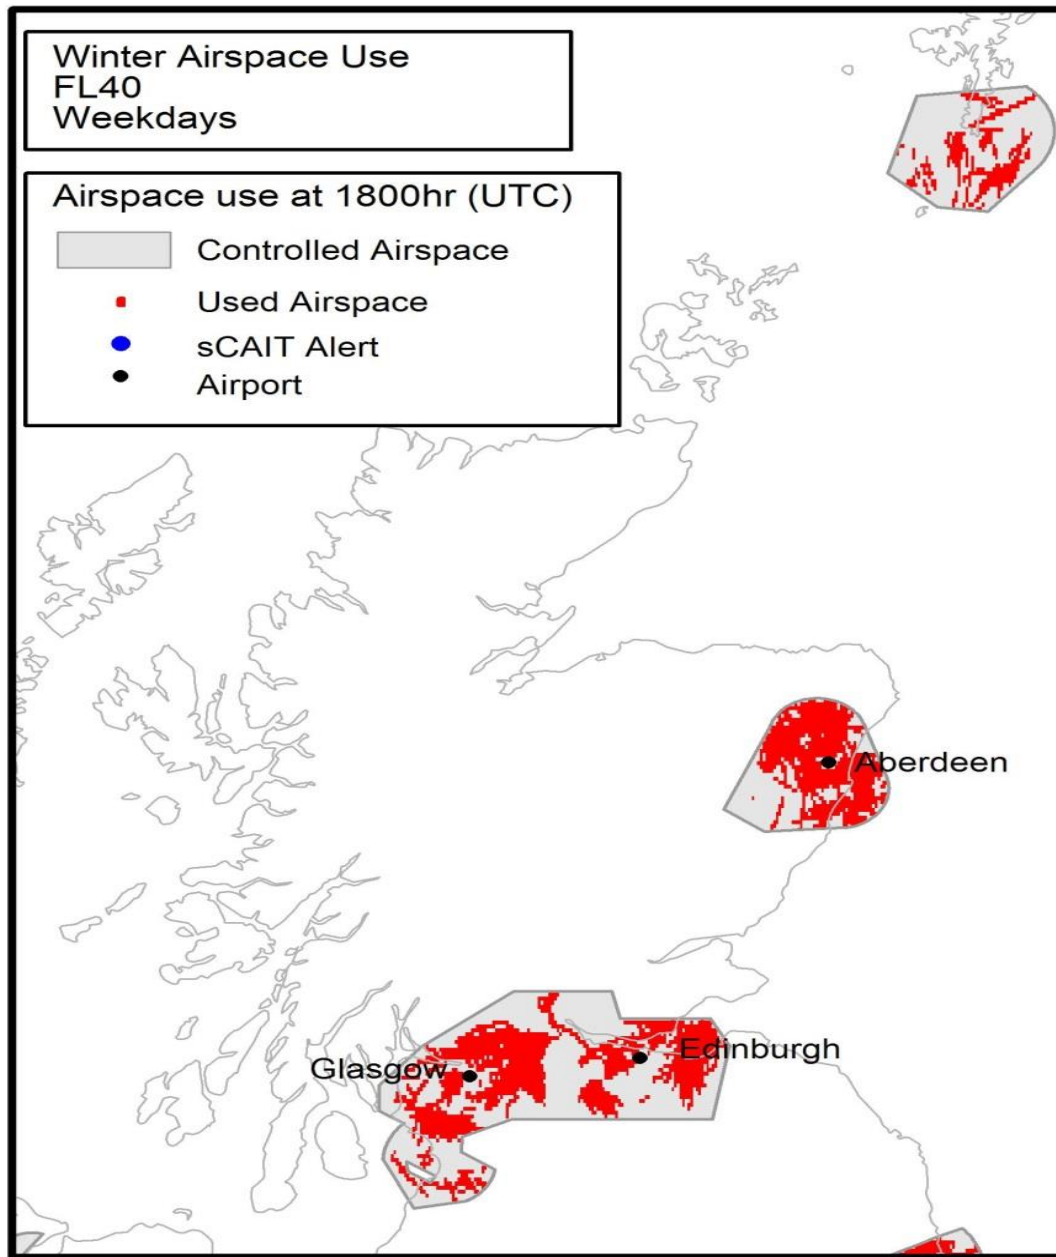 Winter Airspace Use
FL40
Weekdays
Airspace use at 1800hr (UTC)
Controlled Airspace
Used Airspace
sCAIT Alert
Airport
Aberdeen
Edinburgh
Glasgow